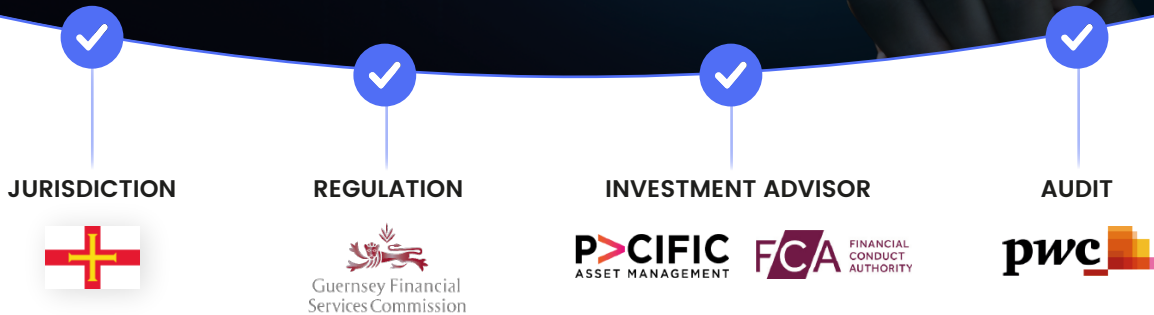 JURISDICTION
REGULATION
Guernsey Financial
Services Commission
INVESTMENT ADVISOR
P>CIFIC
ASSET MANAGEMENT
FCA
FINANCIAL
CONDUCT
AUTHORITY
AUDIT
pwc